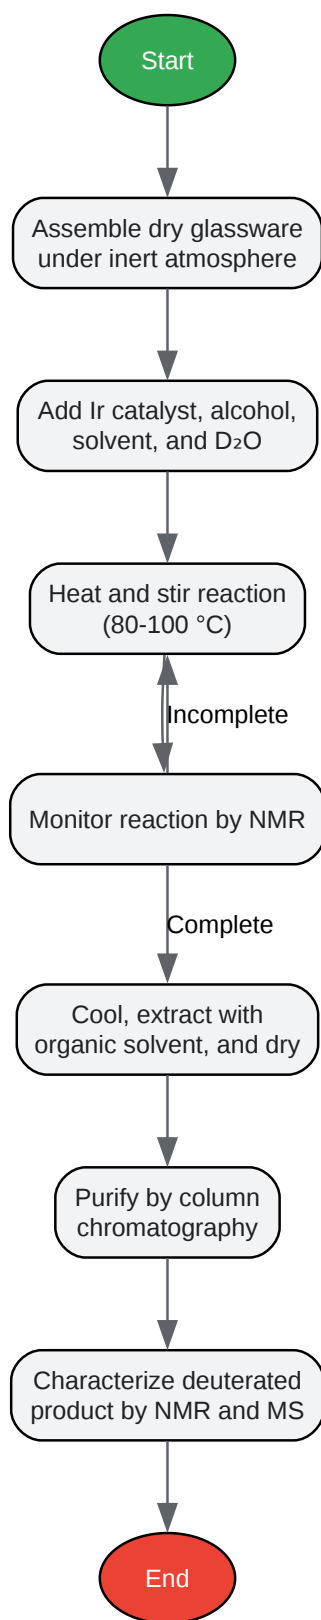 Start
Assemble dry glassware
under inert atmosphere
Add Ir catalyst, alcohol,
solvent, and D₂O
Heat and stir reaction
(80-100 °C)
Incomplete
Monitor reaction by NMR
Complete
Cool, extract with
organic solvent, and dry
Purify by column
chromatography
Characterize deuterated
product by NMR and MS
End